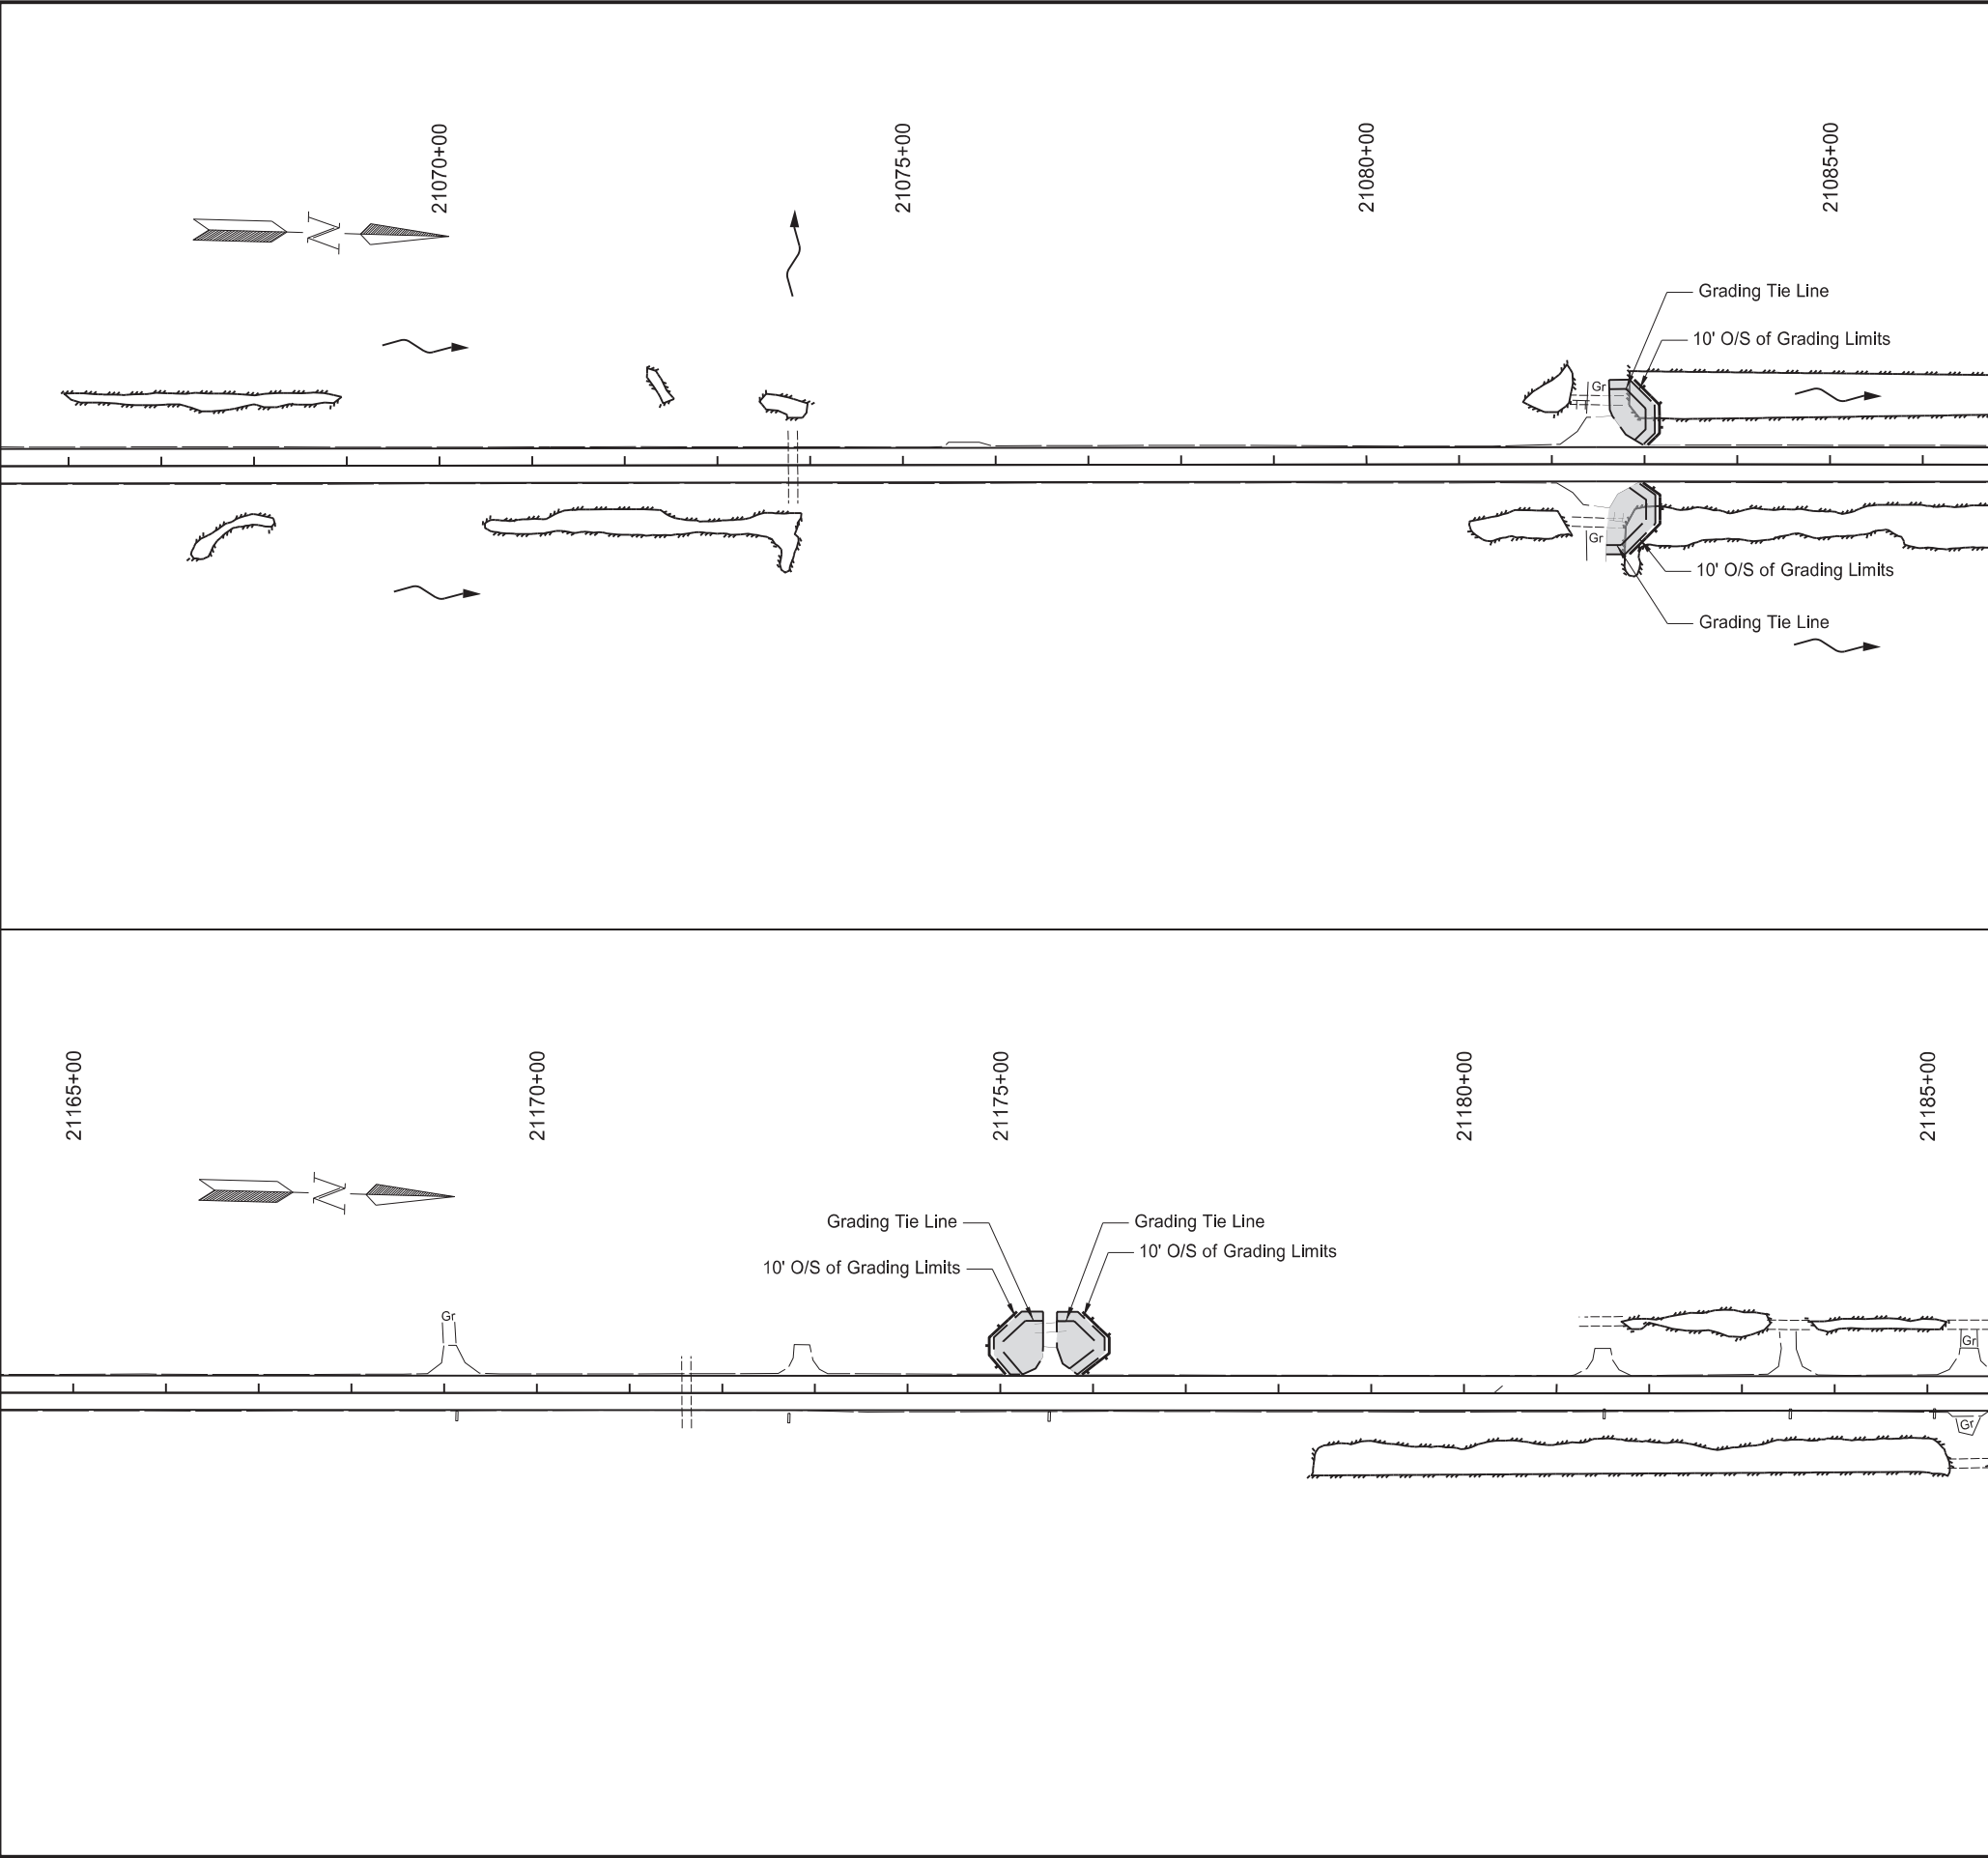 21070+00
21075+00
21080+00
21085+00
N
Grading Tie Line
10' O/S of Grading Limits
Gr
Gr
10' O/S of Grading Limits
Grading Tie Line
21165+00
21170+00
21175+00
21180+00
21185+00
N
Grading Tie Line
Grading Tie Line
10' O/S of Grading Limits
10' O/S of Grading Limits
Gr
Gr
Gr